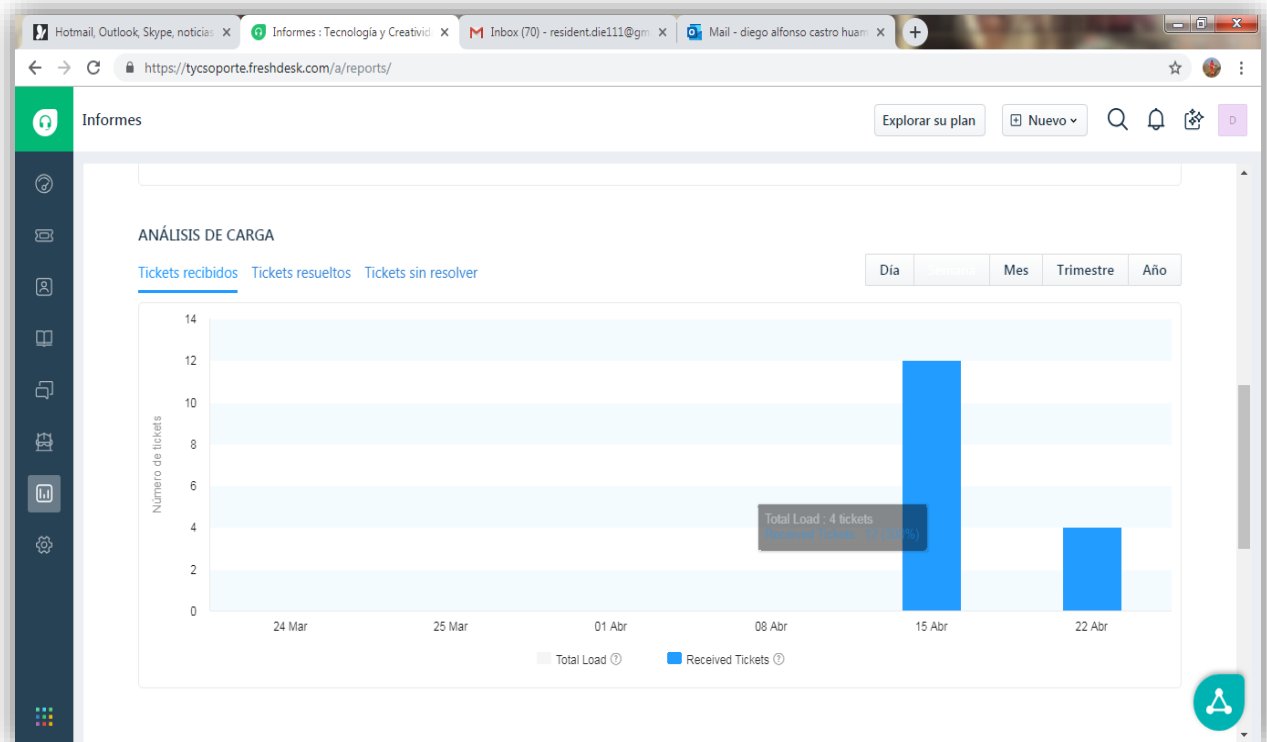 Hotmail, Outlook, Skype, noticias
Informes : Tecnología y Creativid
Inbox (70) - resident.die111@gm
Mail - diego alfonso castro huam
https://tycsoporte.freshdesk.com/a/reports/
Informes
Explorar su plan
Nuevo
D
ANÁLISIS DE CARGA
Tickets recibidos Tickets resueltos Tickets sin resolver
Día Semana Mes Trimestre Año
14
12
10
8
6
4
2
0
Número de tickets
Total Load : 4 tickets
Received Tickets
24 Mar 25 Mar 01 Abr 08 Abr 15 Abr 22 Abr
Total Load Received Tickets